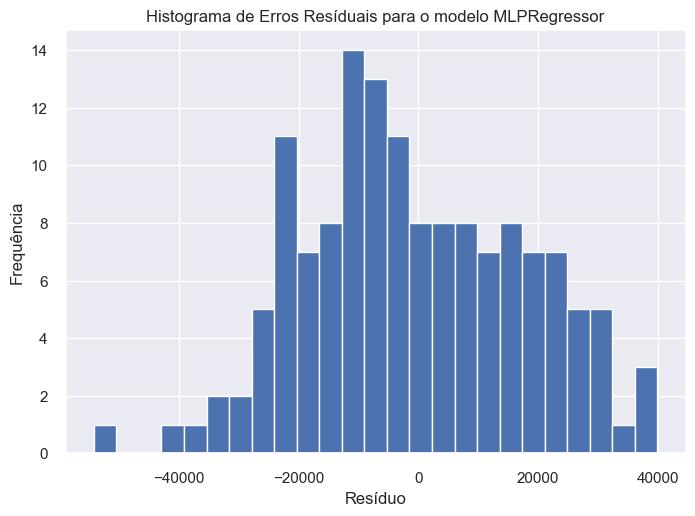 Histograma de Erros Resíduais para o modelo MLPRegressor
Frequência
14
12
10
8
6
4
2
0
−40000 −20000 0 20000 40000
Resíduo